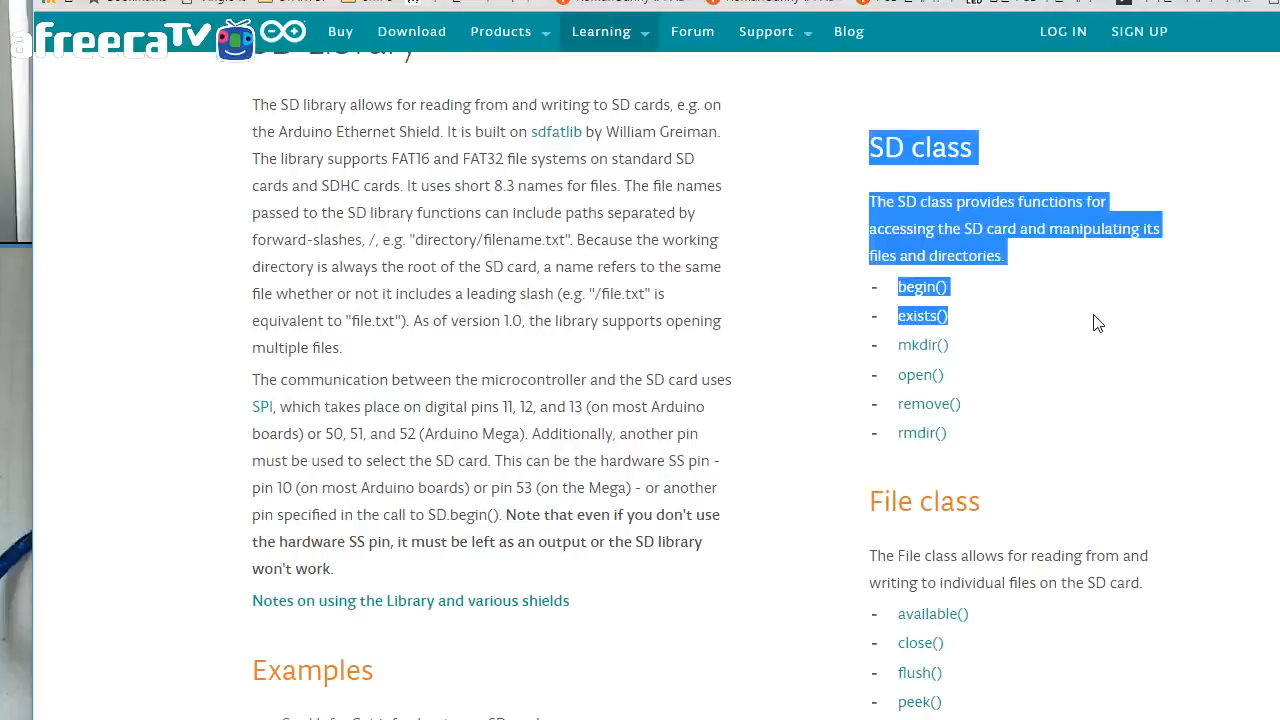 afreecaTV
Buy Download Products Learning Forum Support Blog LOG IN SIGN UP
The SD library allows for reading from and writing to SD cards, e.g. on
the Arduino Ethernet Shield. It is built on sdfatlib by William Greiman.
The library supports FAT16 and FAT32 file systems on standard SD
cards and SDHC cards. It uses short 8.3 names for files. The file names
passed to the SD library functions can include paths separated by
forward-slashes, /, e.g. "directory/filename.txt". Because the working
directory is always the root of the SD card, a name refers to the same
file whether or not it includes a leading slash (e.g. "/file.txt" is
equivalent to "file.txt"). As of version 1.0, the library supports opening
multiple files.
The communication between the microcontroller and the SD card uses
SPI, which takes place on digital pins 11, 12, and 13 (on most Arduino
boards) or 50, 51, and 52 (Arduino Mega). Additionally, another pin
must be used to select the SD card. This can be the hardware SS pin -
pin 10 (on most Arduino boards) or pin 53 (on the Mega) - or another
pin specified in the call to SD.begin(). Note that even if you don't use
the hardware SS pin, it must be left as an output or the SD library
won't work.
Notes on using the Library and various shields
Examples
SD class
The SD class provides functions for
accessing the SD card and manipulating its
files and directories.
- begin()
- exists()
- mkdir()
- open()
- remove()
- rmdir()
File class
The File class allows for reading from and
writing to individual files on the SD card.
- available()
- close()
- flush()
- peek()